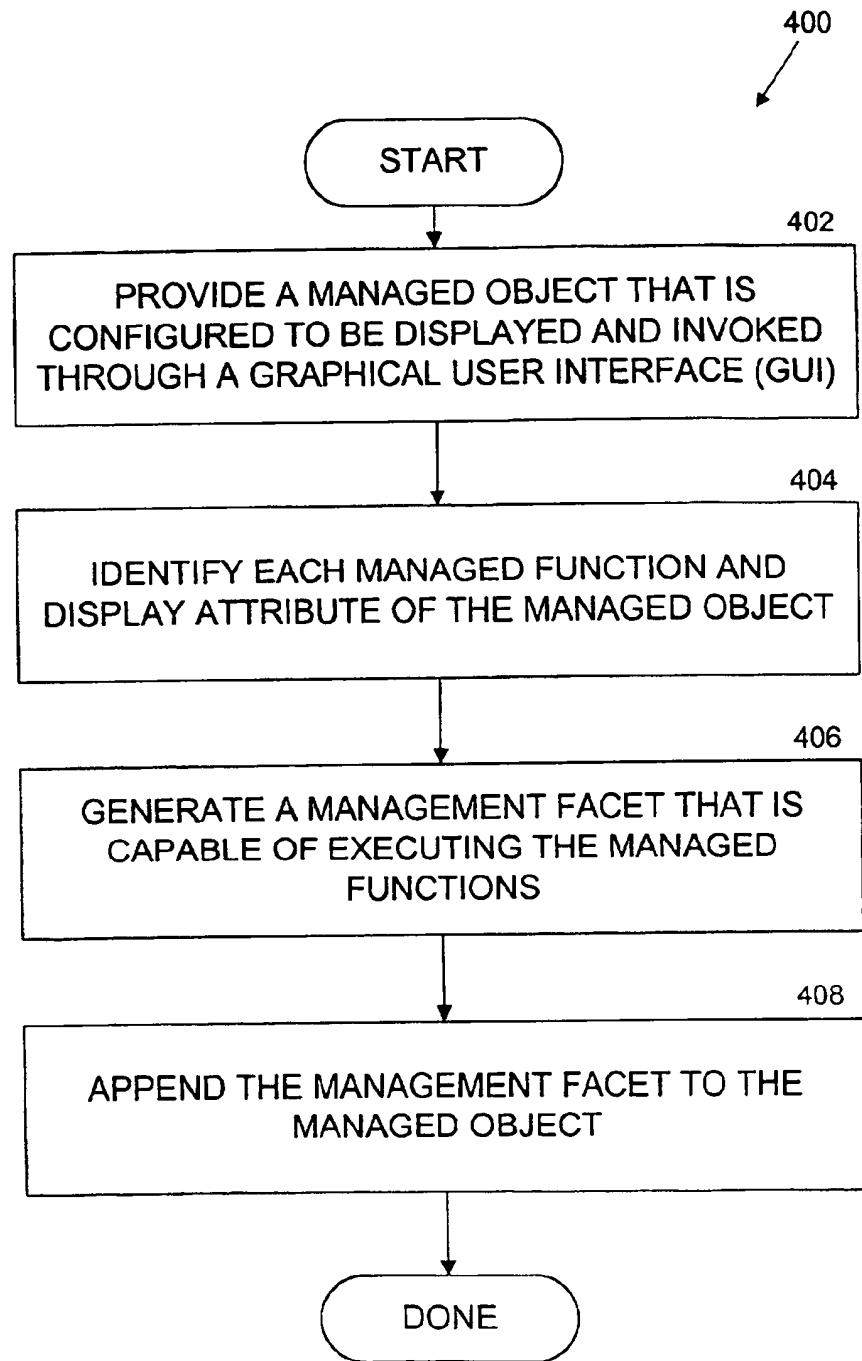 400
START
402
PROVIDE A MANAGED OBJECT THAT IS
CONFIGURED TO BE DISPLAYED AND INVOKED
THROUGH A GRAPHICAL USER INTERFACE (GUI)
404
IDENTIFY EACH MANAGED FUNCTION AND
DISPLAY ATTRIBUTE OF THE MANAGED OBJECT
406
GENERATE A MANAGEMENT FACET THAT IS
CAPABLE OF EXECUTING THE MANAGED
FUNCTIONS
408
APPEND THE MANAGEMENT FACET TO THE
MANAGED OBJECT
DONE